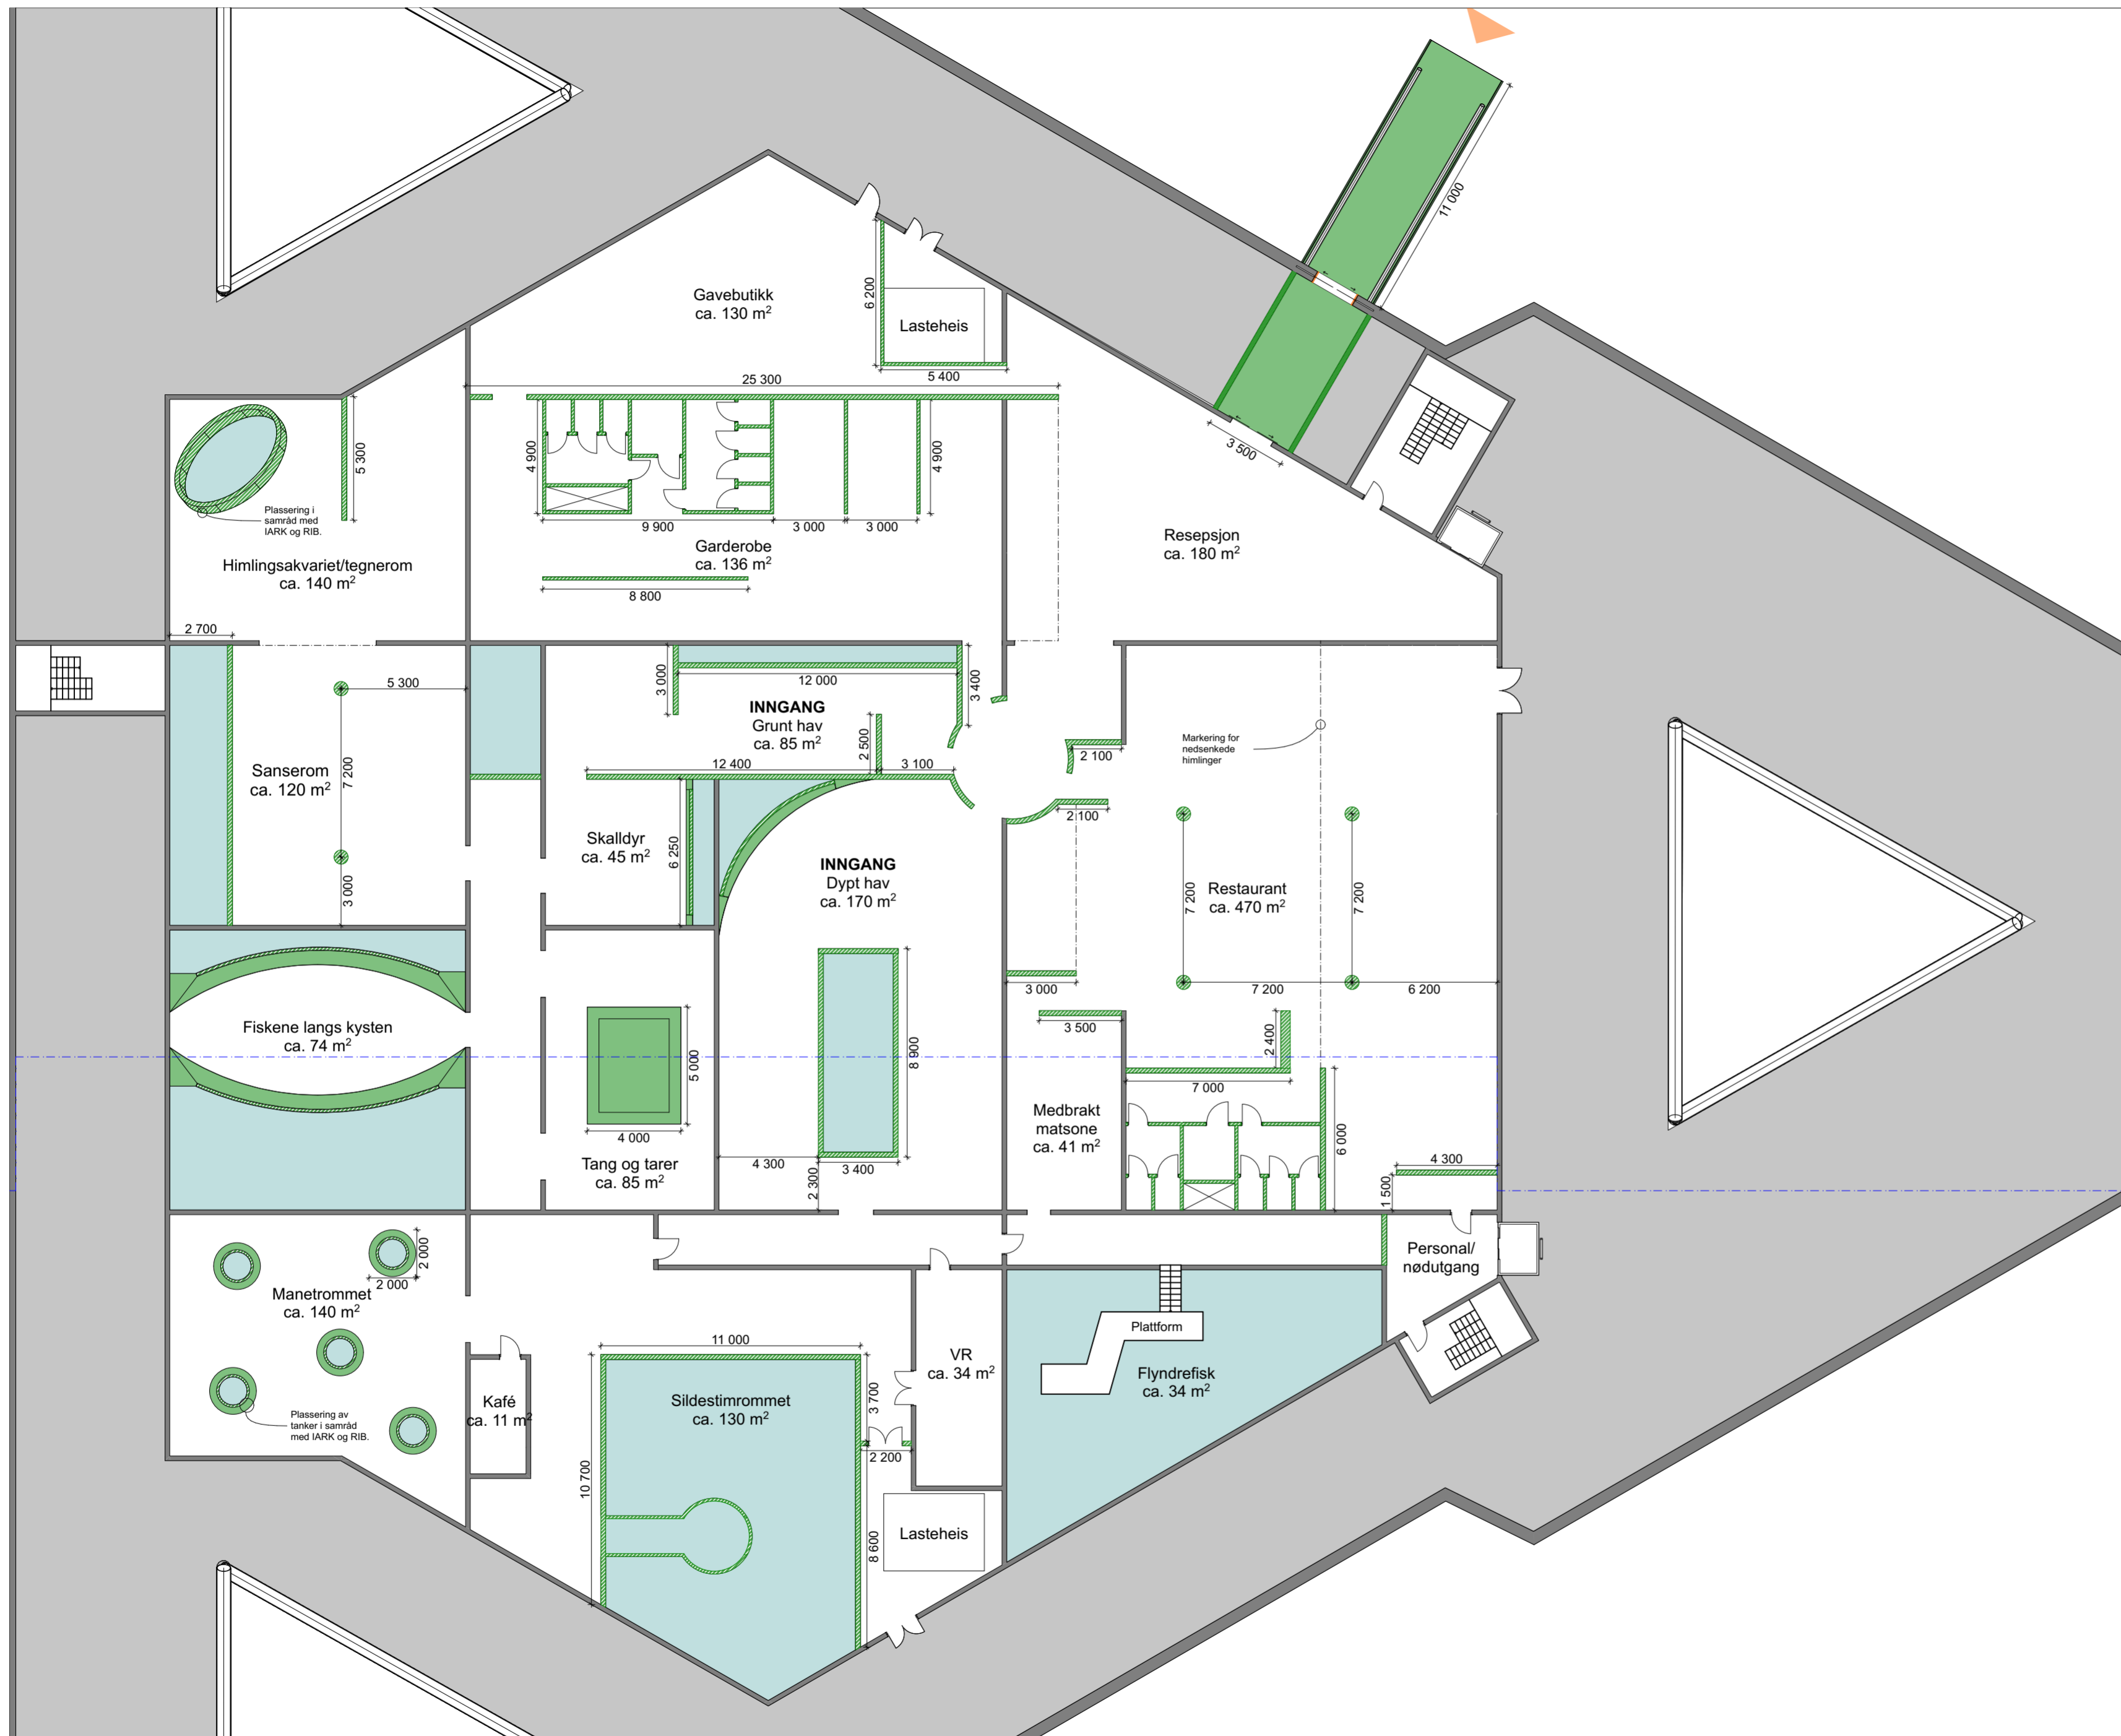 11 000
Gavebutikk
ca. 130 m²
6 200
Lasteheis
5 400
25 300
3 500
5 300
4 900
4 900
9 900
3 000
3 000
Plassering i
samråd med
IARK og RIB.
Garderobe
ca. 136 m²
Resepsjon
ca. 180 m²
Himlingsakvariet/tegnerom
ca. 140 m²
8 800
2 700
3 000
12 000
3 400
5 300
INNGANG
Grunt hav
ca. 85 m²
2 500
Markering for
nedsenkede
himlinger
2 100
12 400
3 100
Sanserom
ca. 120 m²
7 200
2 100
Skalldyr
ca. 45 m²
6 250
INNGANG
Dypt hav
ca. 170 m²
3 000
Restaurant
ca. 470 m²
7 200
7 200
3 000
7 200
6 200
Fiskene langs kysten
ca. 74 m²
3 500
2 400
5 000
8 900
7 000
4 000
Medbrakt
matsone
ca. 41 m²
6 000
Tang og tarer
ca. 85 m²
4 300
3 400
2 300
4 300
1 500
Personal/
nødutgang
2 000
2 000
Manetrommet
ca. 140 m²
Plattform
11 000
VR
ca. 34 m²
Flyndrefisk
ca. 34 m²
Kafé
ca. 11 m²
Sildestimrommet
ca. 130 m²
3 700
Plassering av
tanker i samråd
med IARK og RIB.
2 200
10 700
Lasteheis
8 600